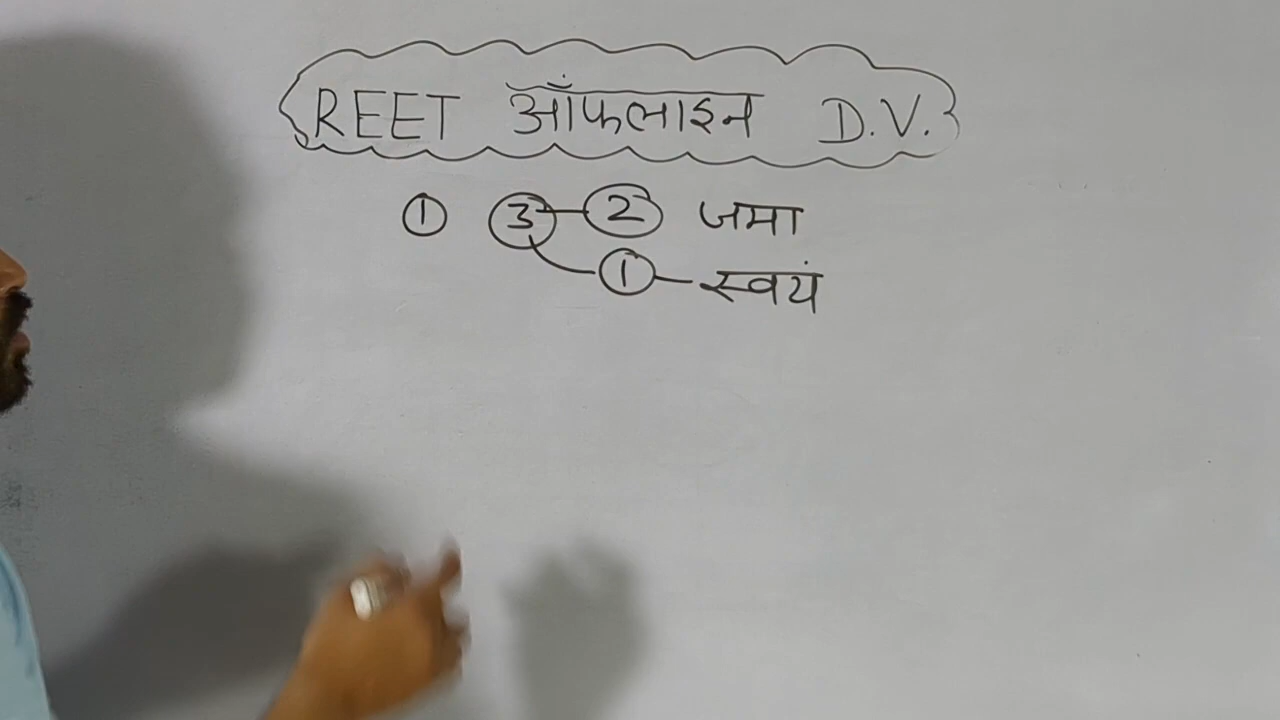 REET ऑफलाइन D.V.
① ③ - ② जमा
① - स्वयं